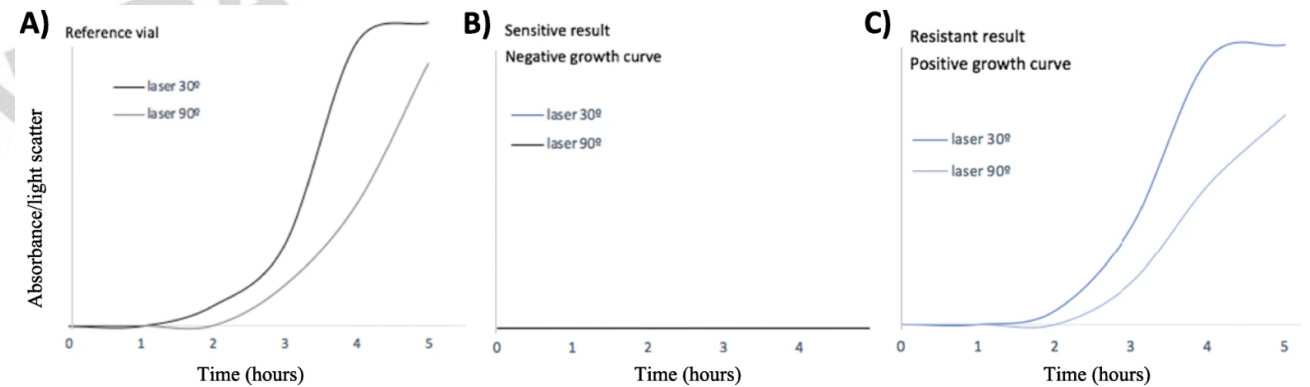 A)
Reference vial
laser 30º
laser 90º
Absorbance/light scatter
0 1 2 3 4 5
Time (hours)
B)
Sensitive result
Negative growth curve
laser 30º
laser 90º
0 1 2 3 4
Time (hours)
C)
Resistant result
Positive growth curve
laser 30º
laser 90º
0 1 2 3 4 5
Time (hours)